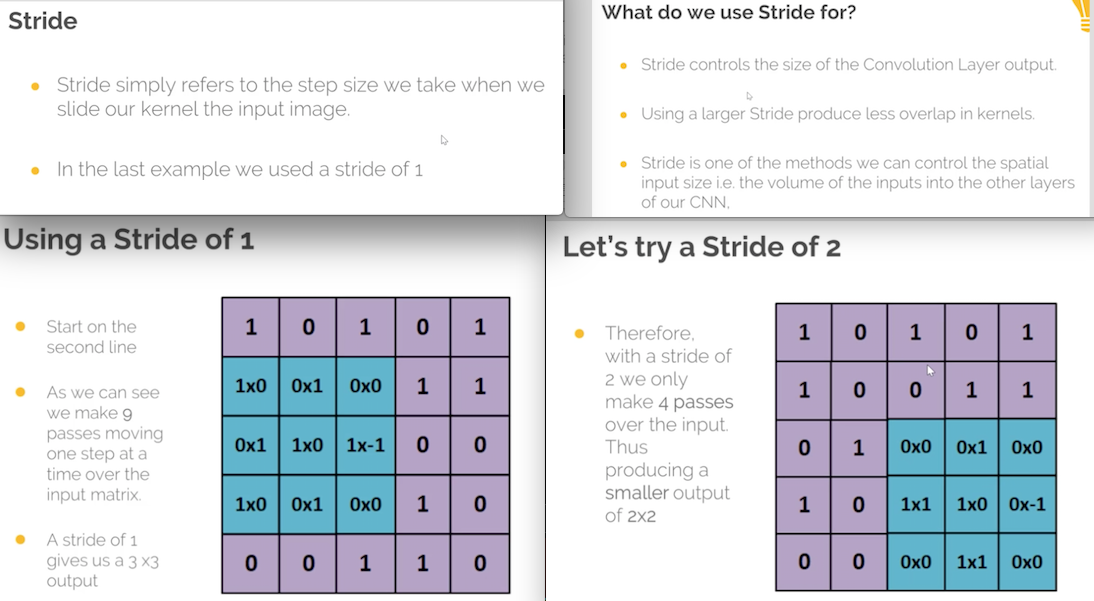 Stride
Stride simply refers to the step size we take when we
slide our kernel the input image.
In the last example we used a stride of 1
What do we use Stride for?
Stride controls the size of the Convolution Layer output.
Using a larger Stride produce less overlap in kernels.
Stride is one of the methods we can control the spatial
input size i.e. the volume of the inputs into the other layers
of our CNN,
Using a Stride of 1
Start on the
second line
As we can see
we make 9
passes moving
one step at a
time over the
input matrix.
A stride of 1
gives us a 3 x3
output
1 0 1 0 1
1x0 0x1 0x0 1 1
0x1 1x0 1x-1 0 0
1x0 0x1 0x0 1 0
0 0 1 1 0
Let's try a Stride of 2
Therefore,
with a stride of
2 we only
make 4 passes
over the input.
Thus
producing a
smaller output
of 2x2
1 0 1 0 1
1 0 0 1 1
0 1 0x0 0x1 0x0
1 0 1x1 1x0 0x-1
0 0 0x0 1x1 0x0